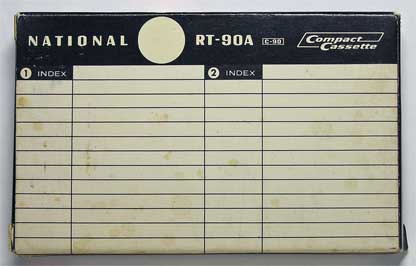 NATIONAL RT-90A C-90 Compact Cassette
1 INDEX 2 INDEX